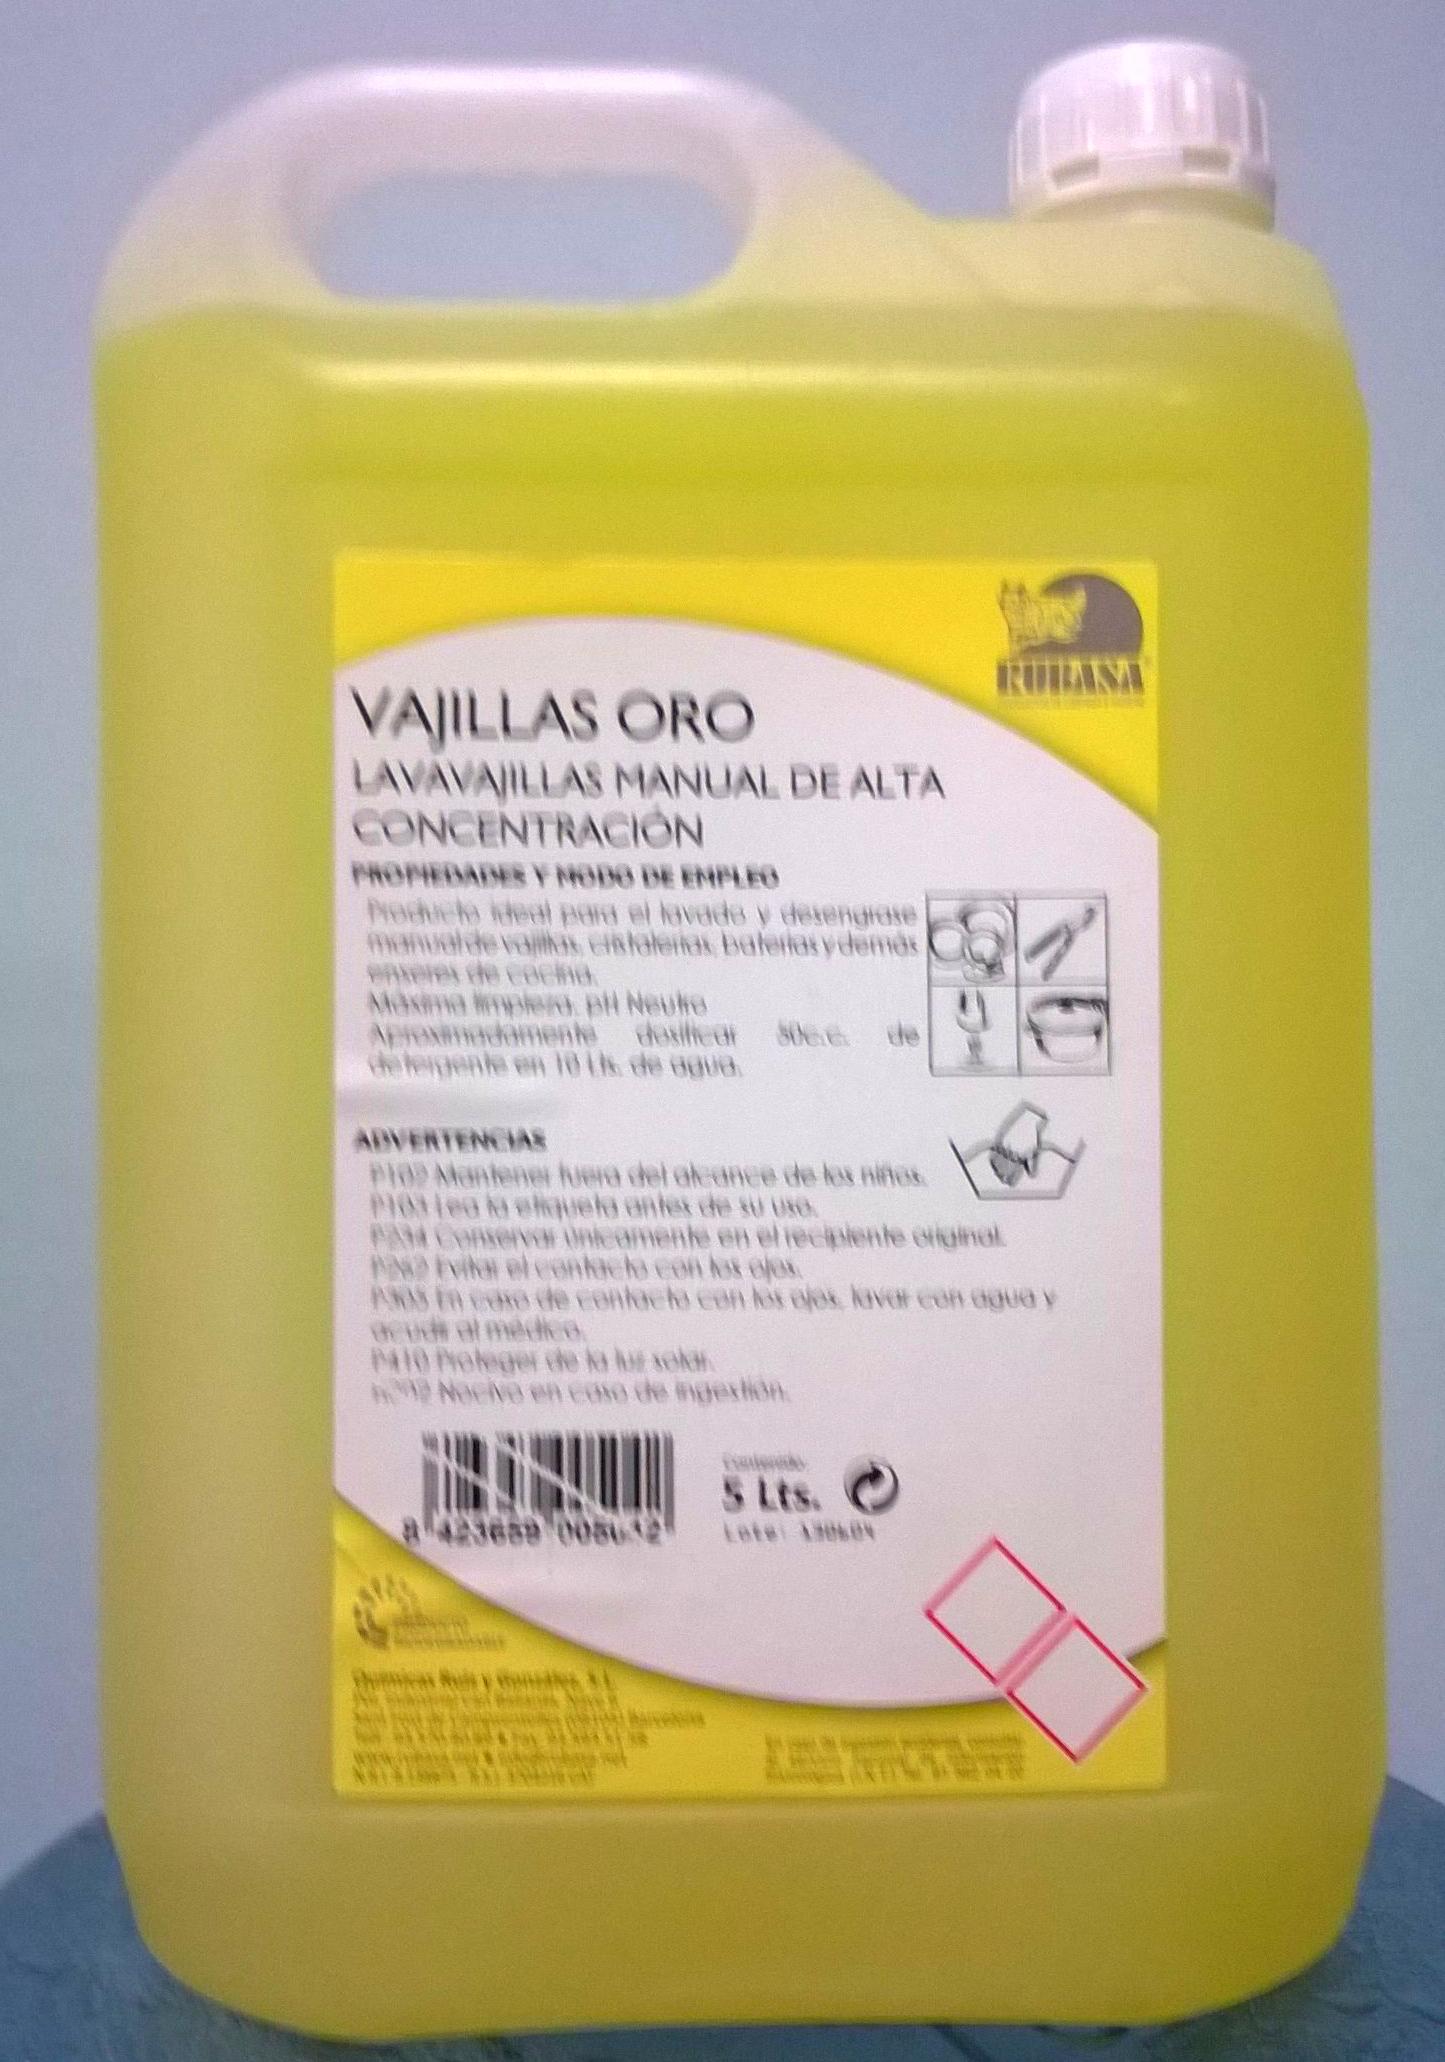 RUBASA
VAJILLAS ORO
LAVAVAJILLAS MANUAL DE ALTA
CONCENTRACIÓN
PROPIEDADES Y MODO DE EMPLEO
Producto ideal para el lavado y desengrase
manual de vajillas, cristalerías, baterías y demás
enseres de cocina.
Máxima limpieza. pH Neutro
Aproximadamente dosificar 50c.c. de
detergente en 10 Lts. de agua.
ADVERTENCIAS
P102 Mantener fuera del alcance de los niños.
P103 Lea la etiqueta antes de su uso.
P234 Conservar únicamente en el recipiente original.
P262 Evitar el contacto con los ojos.
P305 En caso de contacto con los ojos, lavar con agua y
acudir al médico.
P410 Proteger de la luz solar.
Nocivo en caso de ingestión.
Contenido:
5 Lts.
Lote:
8
PRODUCTO
BIODEGRADABLE
Químicas Ruiz y González, S.L.
Barcelona